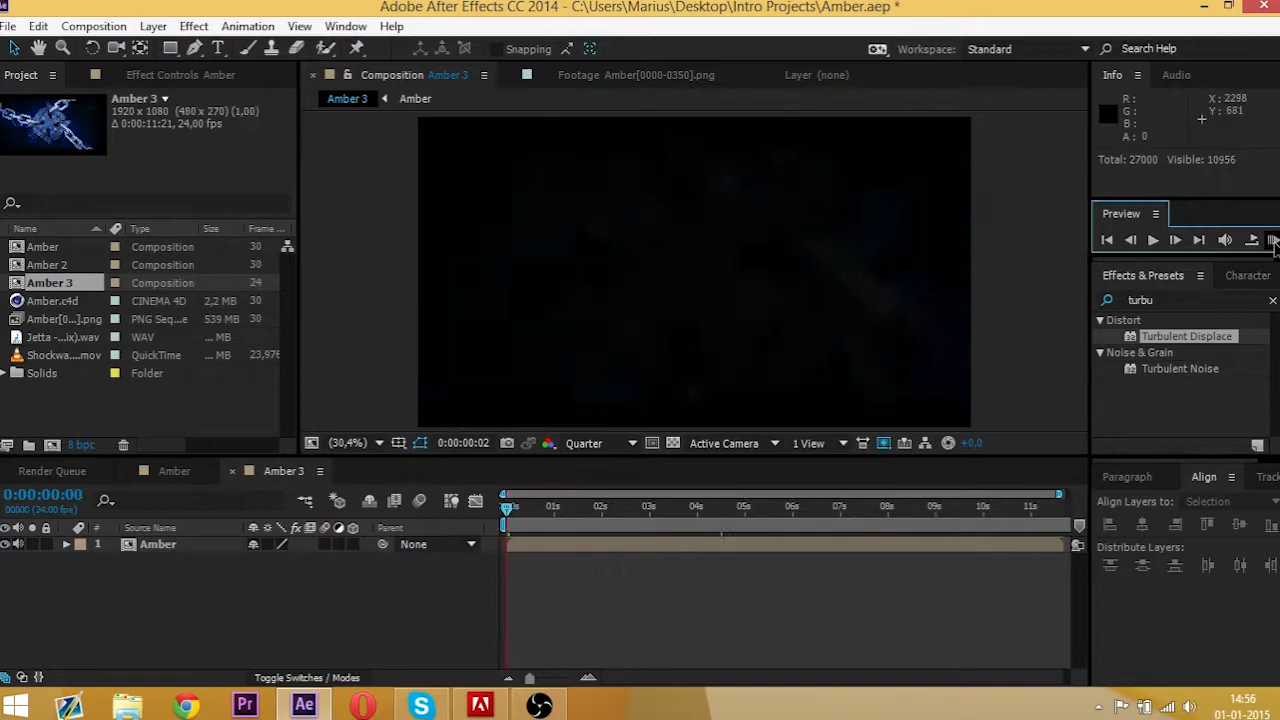 Ae
Adobe After Effects CC 2014 - C:\Users\Marius\Desktop\Intro Projects\Amber.aep *
File Edit Composition Layer Effect Animation View Window Help
T Snapping Workspace: Standard Search Help
Project Effect Controls Amber Composition Amber 3 Footage Amber[0000-0350].png Layer (none) Info Audio
Amber 3 Amber
Amber 3
1920 x 1080 (480 x 270) (1,00)
Δ 0:00:11:21, 24,00 fps
R: X: 2298
G: Y: 681
B:
A: 0
Total: 27000 Visible: 10956
Preview
Name Type Size Frame ...
Amber Composition 30
Amber 2 Composition 30
Amber 3 Composition 24
Amber.c4d CINEMA 4D 2,2 MB 30
Amber[0...].png PNG Seq...e 539 MB 30
Jetta -...lix).wav WAV ... MB
Shockwa....mov QuickTime ... MB 23,976
Solids Folder
8 bpc
Effects & Presets Character
turbu
Distort
32 Turbulent Displace
Noise & Grain
Turbulent Noise
(30,4%) 0:00:00:02 Quarter Active Camera 1 View +0,0
Render Queue Amber Amber 3
0:00:00:00
00000 (24.00 fps)
01s 02s 03s 04s 05s 06s 07s 08s 09s 10s 11s
# Source Name fx Parent
1 Amber None
Paragraph Align Track
Align Layers to: Selection
Distribute Layers:
Toggle Switches / Modes
Pr Ae
14:56
01-01-2015